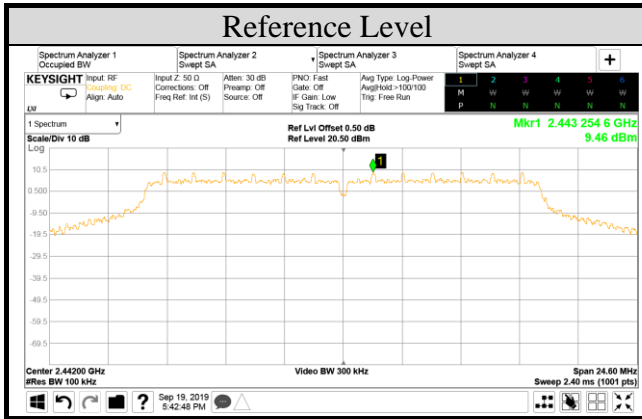 Reference Level
Spectrum Analyzer 1
Occupied BW
Spectrum Analyzer 2
Swept SA
Spectrum Analyzer 3
Swept SA
Spectrum Analyzer 4
Swept SA
+
KEYSIGHT Input: RF Input Z: 50 Ω Atten: 30 dB PNO: Fast Avg Type: Log-Power 1 2 3 4 5 6
Coupling: DC Corrections: Off Preamp: Off Gate: Off Avg|Hold:>100/100 M W W W W W
Align: Auto Freq Ref: Int (S) Source: Off IF Gain: Low Trig: Free Run P N N N N N
LXI Sig Track: Off
1 Spectrum Ref Lvl Offset 0.50 dB Mkr1 2.443 254 6 GHz
Scale/Div 10 dB Ref Level 20.50 dBm 9.46 dBm
Log
1
10.5
0.500
-9.50
-19.5
-29.5
-39.5
-49.5
-59.5
-69.5
Center 2.44200 GHz Video BW 300 kHz Span 24.60 MHz
#Res BW 100 kHz Sweep 2.40 ms (1001 pts)
? Sep 19, 2019
5:42:48 PM